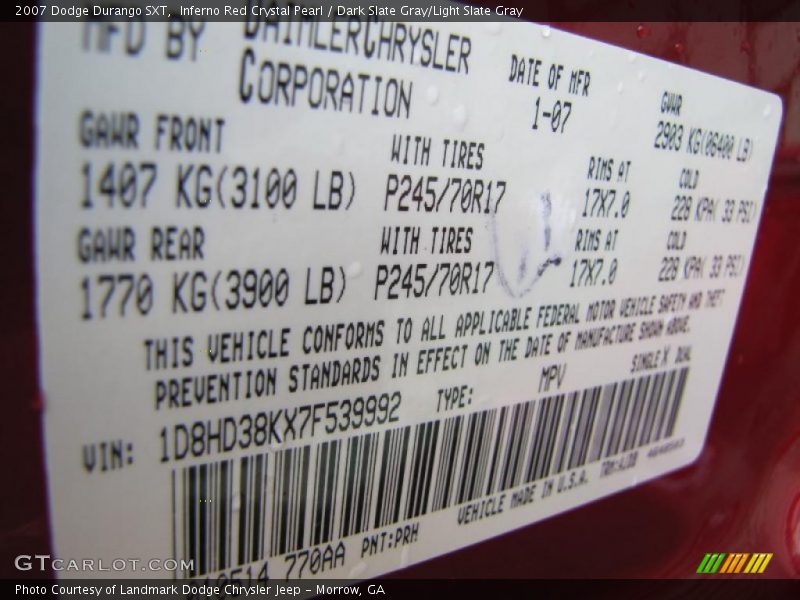 2007 Dodge Durango SXT, Inferno Red Crystal Pearl / Dark Slate Gray/Light Slate Gray
MFD BY DAIMLERCHRYSLER CORPORATION
DATE OF MFR 1-07
GVWR 2903 KG(06400 LB)
GAWR FRONT WITH TIRES RIMS AT COLD
1407 KG(3100 LB) P245/70R17 17X7.0 228 KPA( 33 PSI)
GAWR REAR WITH TIRES RIMS AT COLD
1770 KG(3900 LB) P245/70R17 17X7.0 228 KPA( 33 PSI)
THIS VEHICLE CONFORMS TO ALL APPLICABLE FEDERAL MOTOR VEHICLE SAFETY AND THEFT
PREVENTION STANDARDS IN EFFECT ON THE DATE OF MANUFACTURE SHOWN ABOVE.
VIN: 1D8HD38KX7F539992 TYPE: MPV SINGLE X DUAL
VEHICLE MADE IN U.S.A.
770AA PNT:PRH
GTCARLOT.COM
Photo Courtesy of Landmark Dodge Chrysler Jeep - Morrow, GA